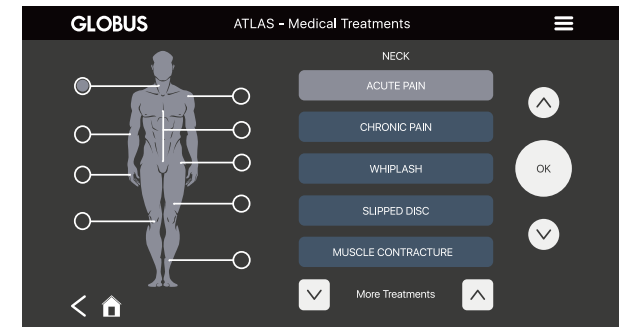 GLOBUS
ATLAS - Medical Treatments
NECK
ACUTE PAIN
CHRONIC PAIN
WHIPLASH
OK
SLIPPED DISC
MUSCLE CONTRACTURE
More Treatments